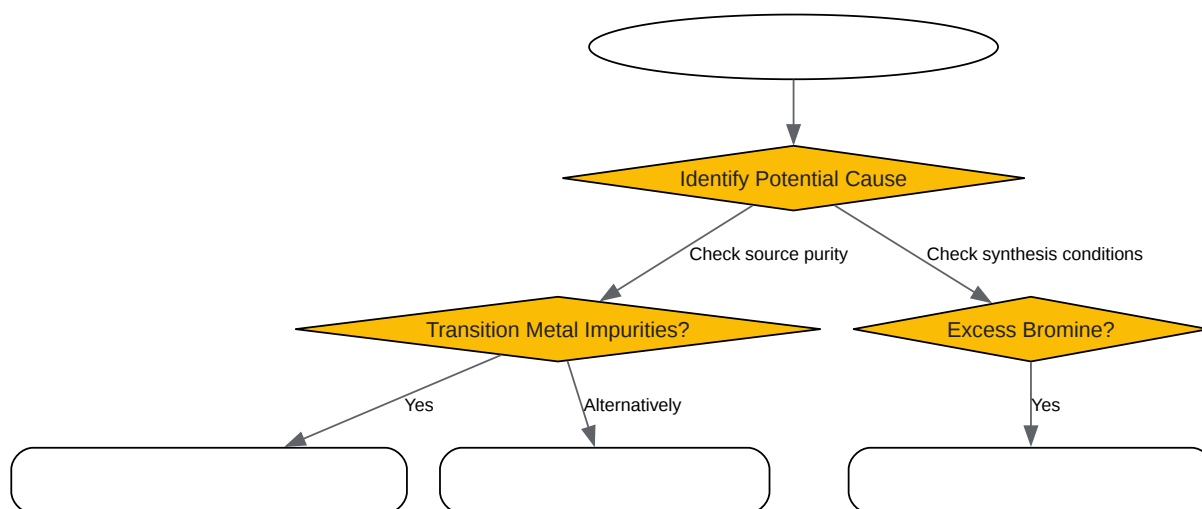 Identify Potential Cause
Check source purity
Check synthesis conditions
Transition Metal Impurities?
Excess Bromine?
Yes
Alternatively
Yes